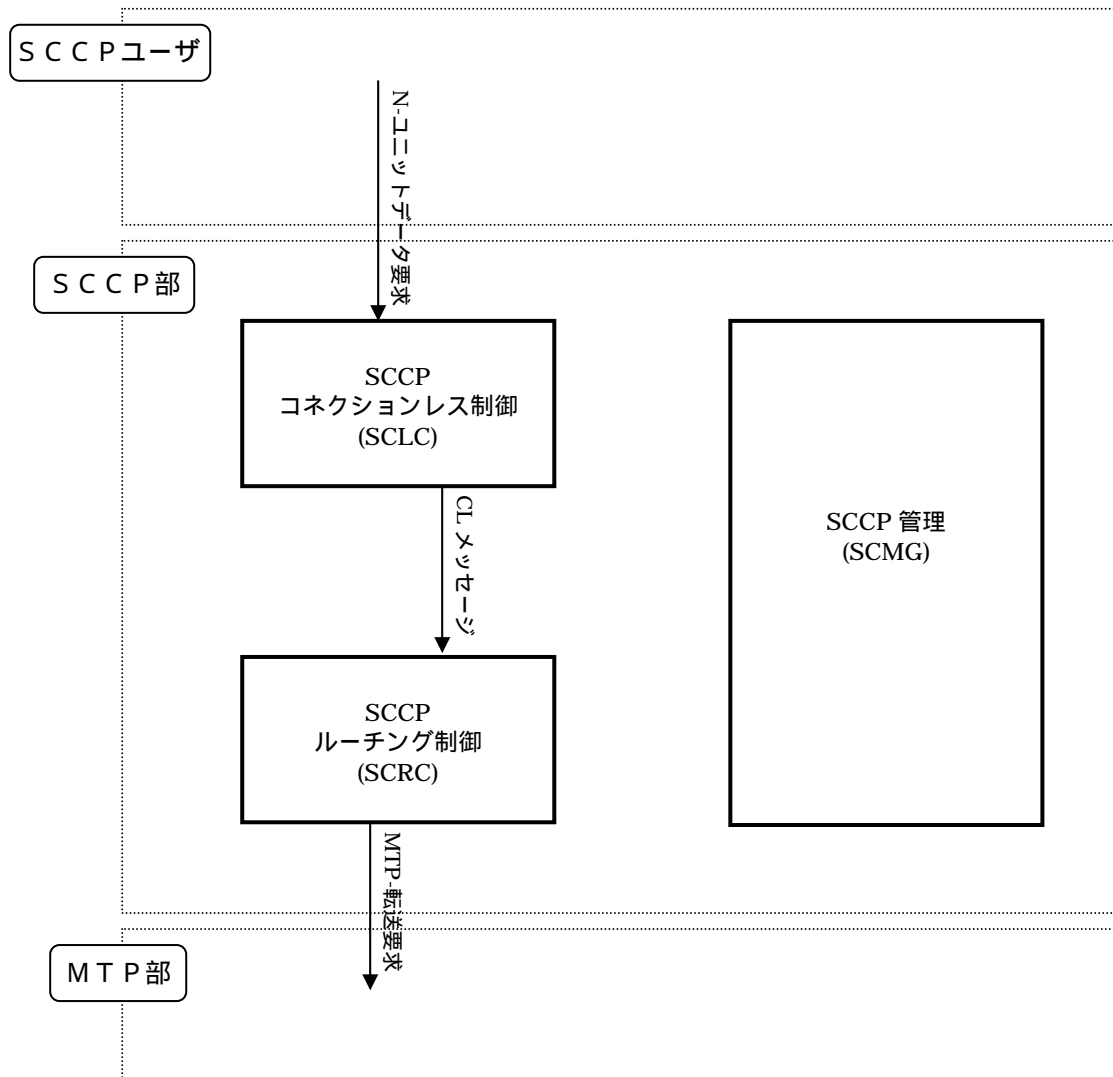 ＳＣＣＰユーザ
N-ユニットデータ要求
ＳＣＣＰ部
SCCP
コネクションレス制御
(SCLC)
SCCP 管理
(SCMG)
CL メッセージ
SCCP
ルーチング制御
(SCRC)
MTP-転送要求
ＭＴＰ部